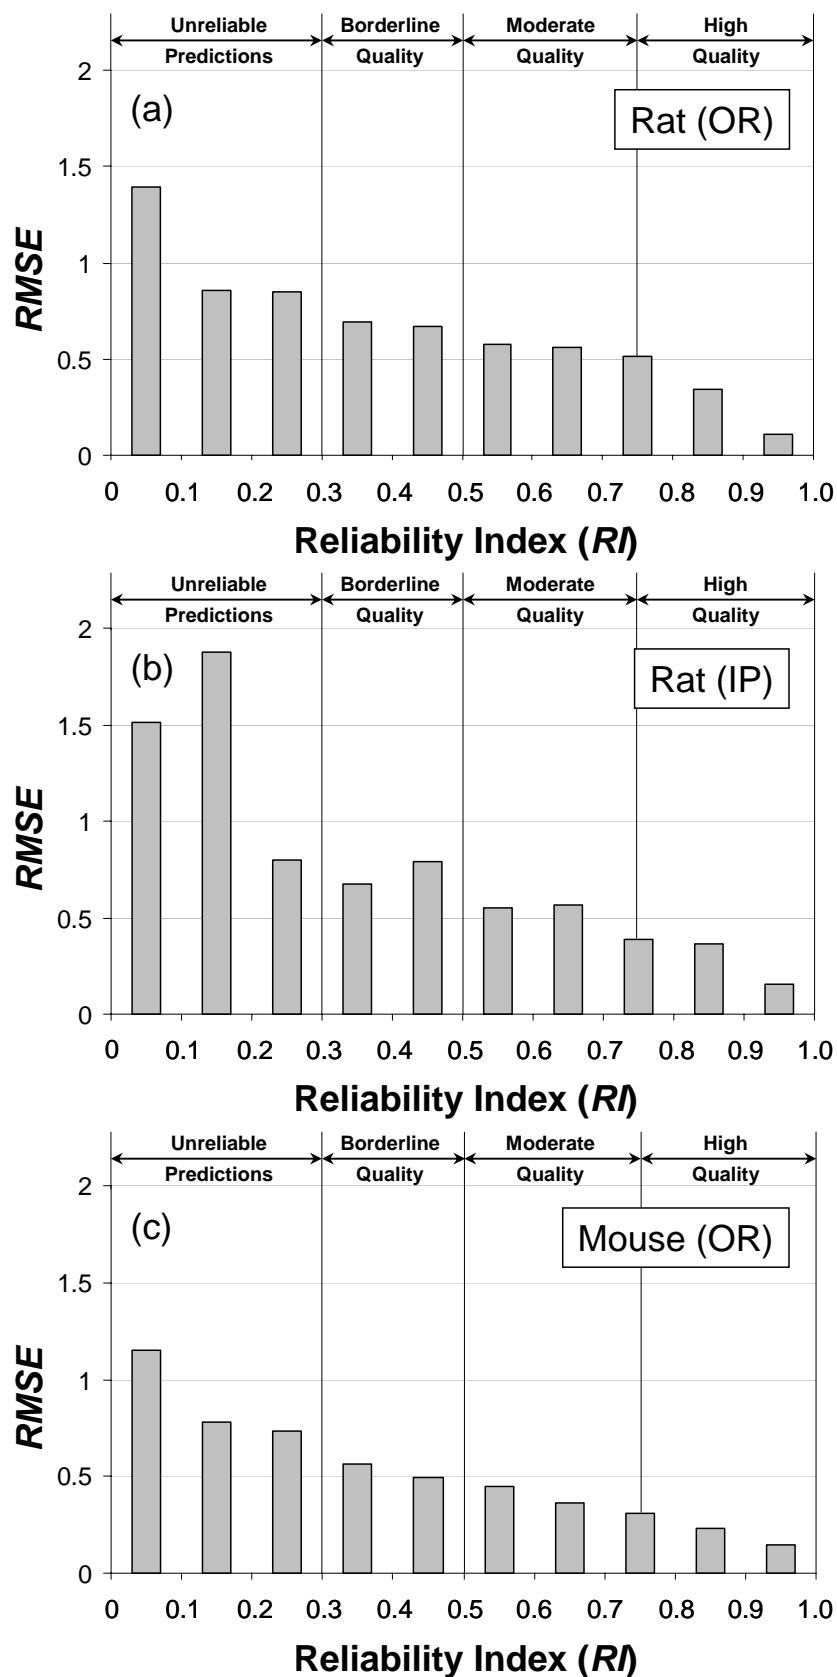 Unreliable Borderline Moderate High
Predictions Quality Quality Quality
2
(a)
Rat (OR)
1.5
1
RMSE
0.5
0
0 0.1 0.2 0.3 0.4 0.5 0.6 0.7 0.8 0.9 1.0
Reliability Index (RI)
Unreliable Borderline Moderate High
Predictions Quality Quality Quality
2
(b)
Rat (IP)
1.5
1
RMSE
0.5
0
0 0.1 0.2 0.3 0.4 0.5 0.6 0.7 0.8 0.9 1.0
Reliability Index (RI)
Unreliable Borderline Moderate High
Predictions Quality Quality Quality
2
(c)
Mouse (OR)
1.5
1
RMSE
0.5
0
0 0.1 0.2 0.3 0.4 0.5 0.6 0.7 0.8 0.9 1.0
Reliability Index (RI)